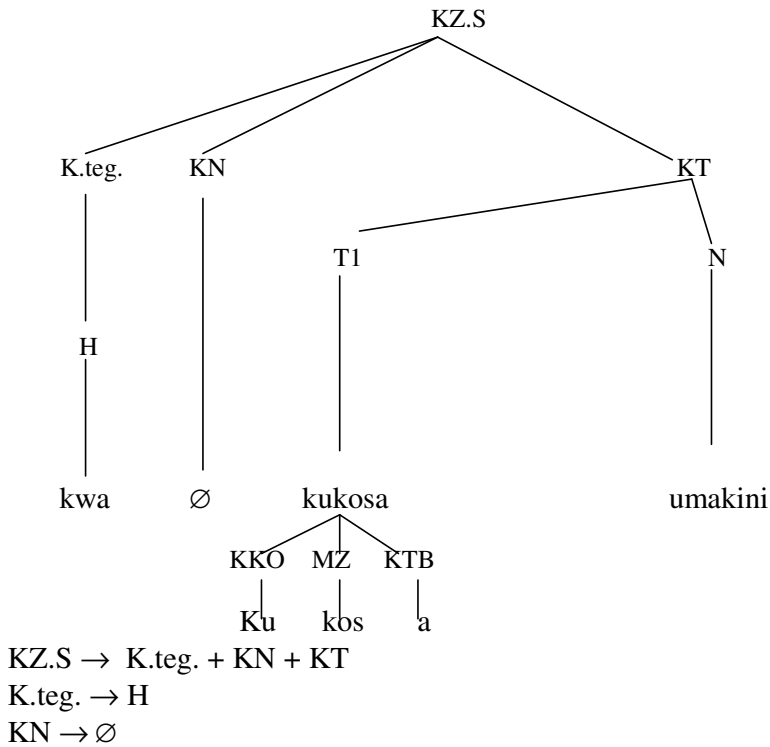 KZ.S
K.teg. KN KT
T1 N
H
kwa ∅ kukosa umakini
KKO MZ KTB
Ku kos a
KZ.S → K.teg. + KN + KT
K.teg. → H
KN → ∅